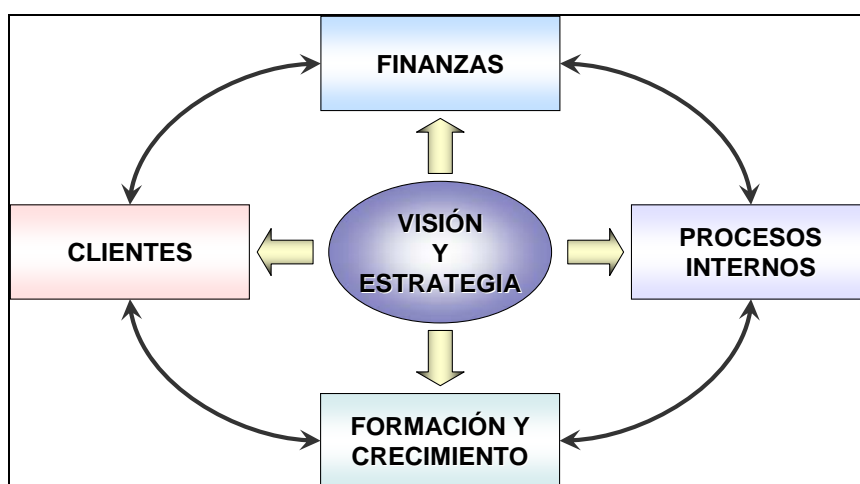 FINANZAS
CLIENTES
VISIÓN
Y
ESTRATEGIA
PROCESOS
INTERNOS
FORMACIÓN Y
CRECIMIENTO